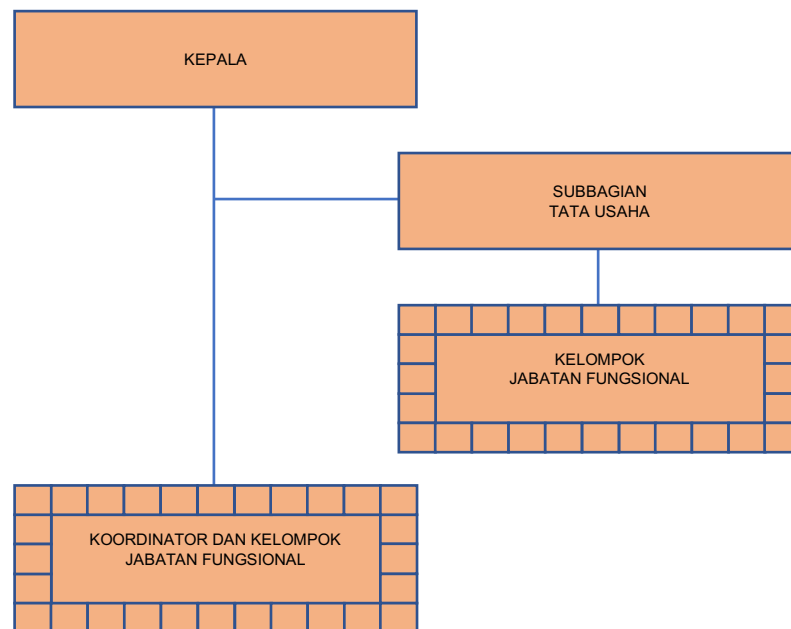 KEPALA
SUBBAGIAN
TATA USAHA
KELOMPOK
JABATAN FUNGSIONAL
KOORDINATOR DAN KELOMPOK
JABATAN FUNGSIONAL